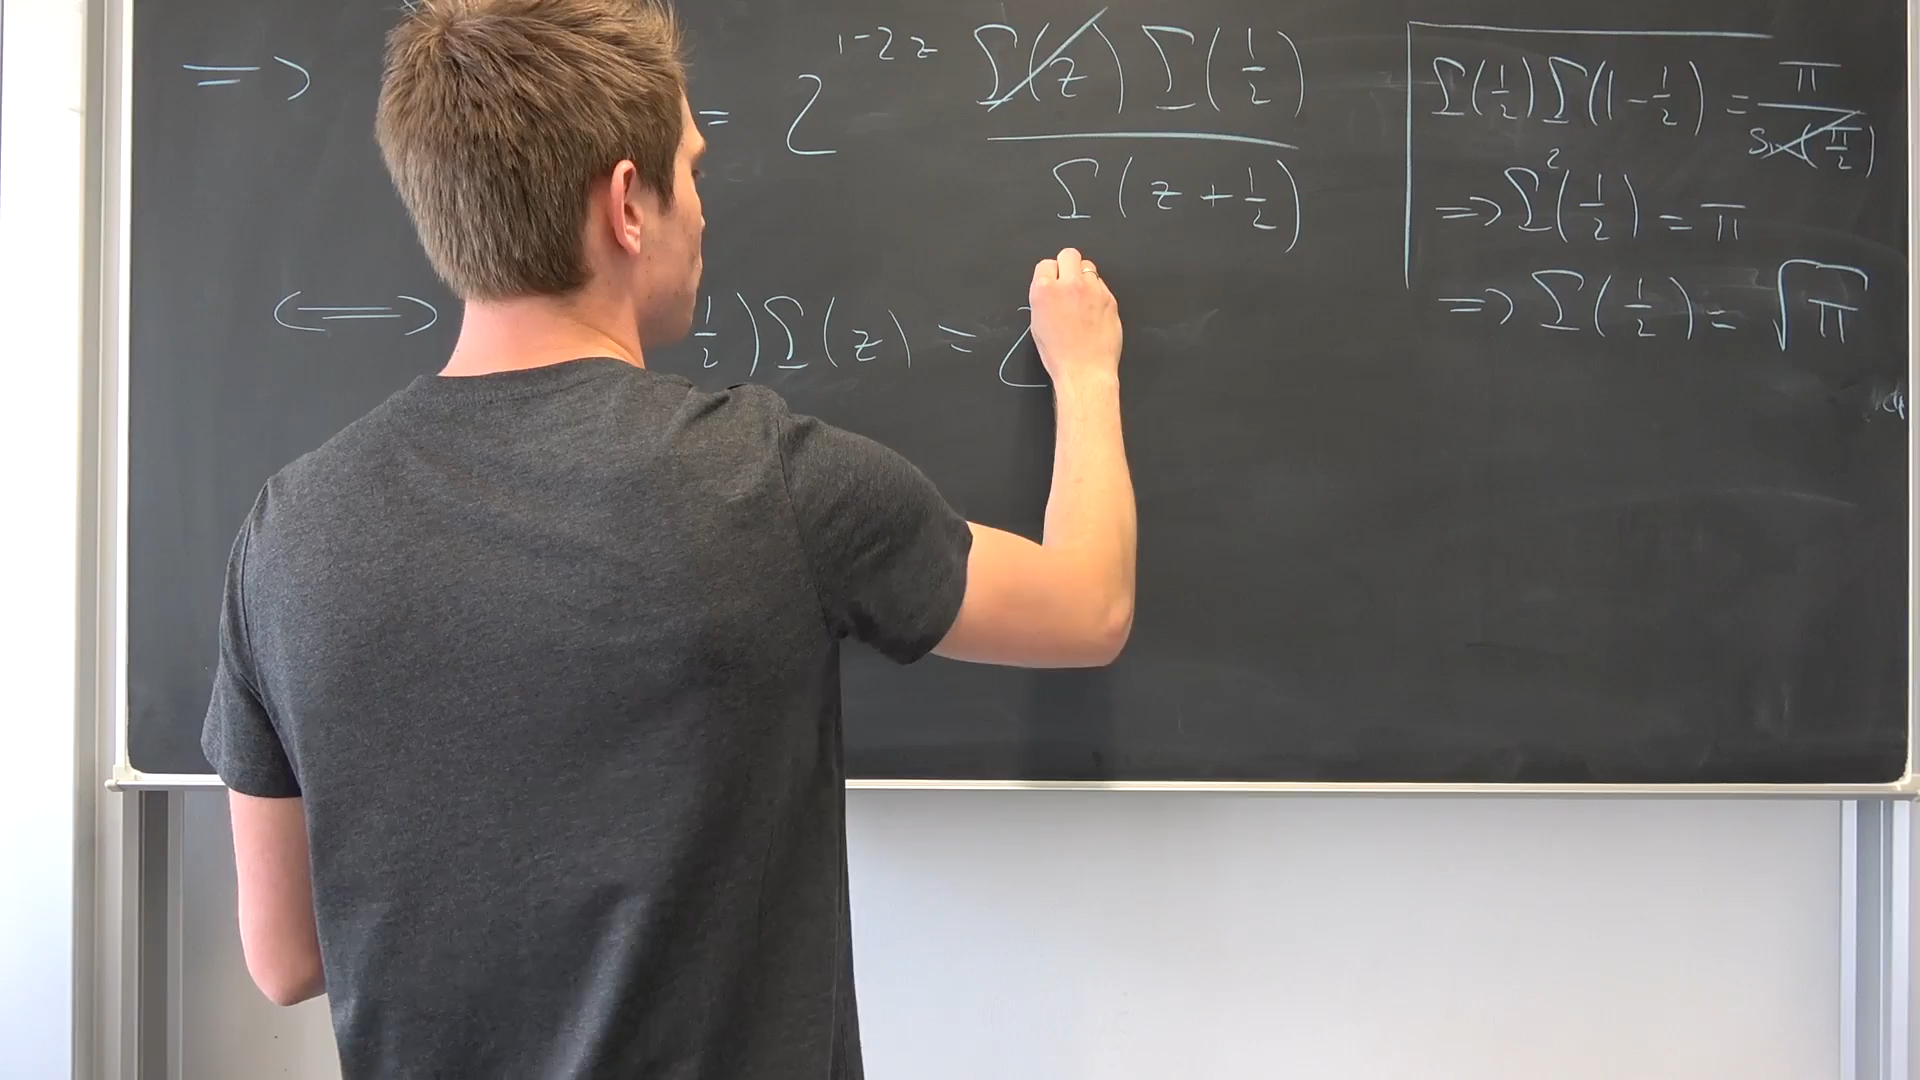 ⇒ = 2^{1-2z} Γ(z) Γ(1/2) / Γ(z + 1/2)
⟺ 1/2) Γ(z) = 2
Γ(1/2) Γ(1 - 1/2) = π / sin(π/2)
⇒ Γ²(1/2) = π
⇒ Γ(1/2) = √π